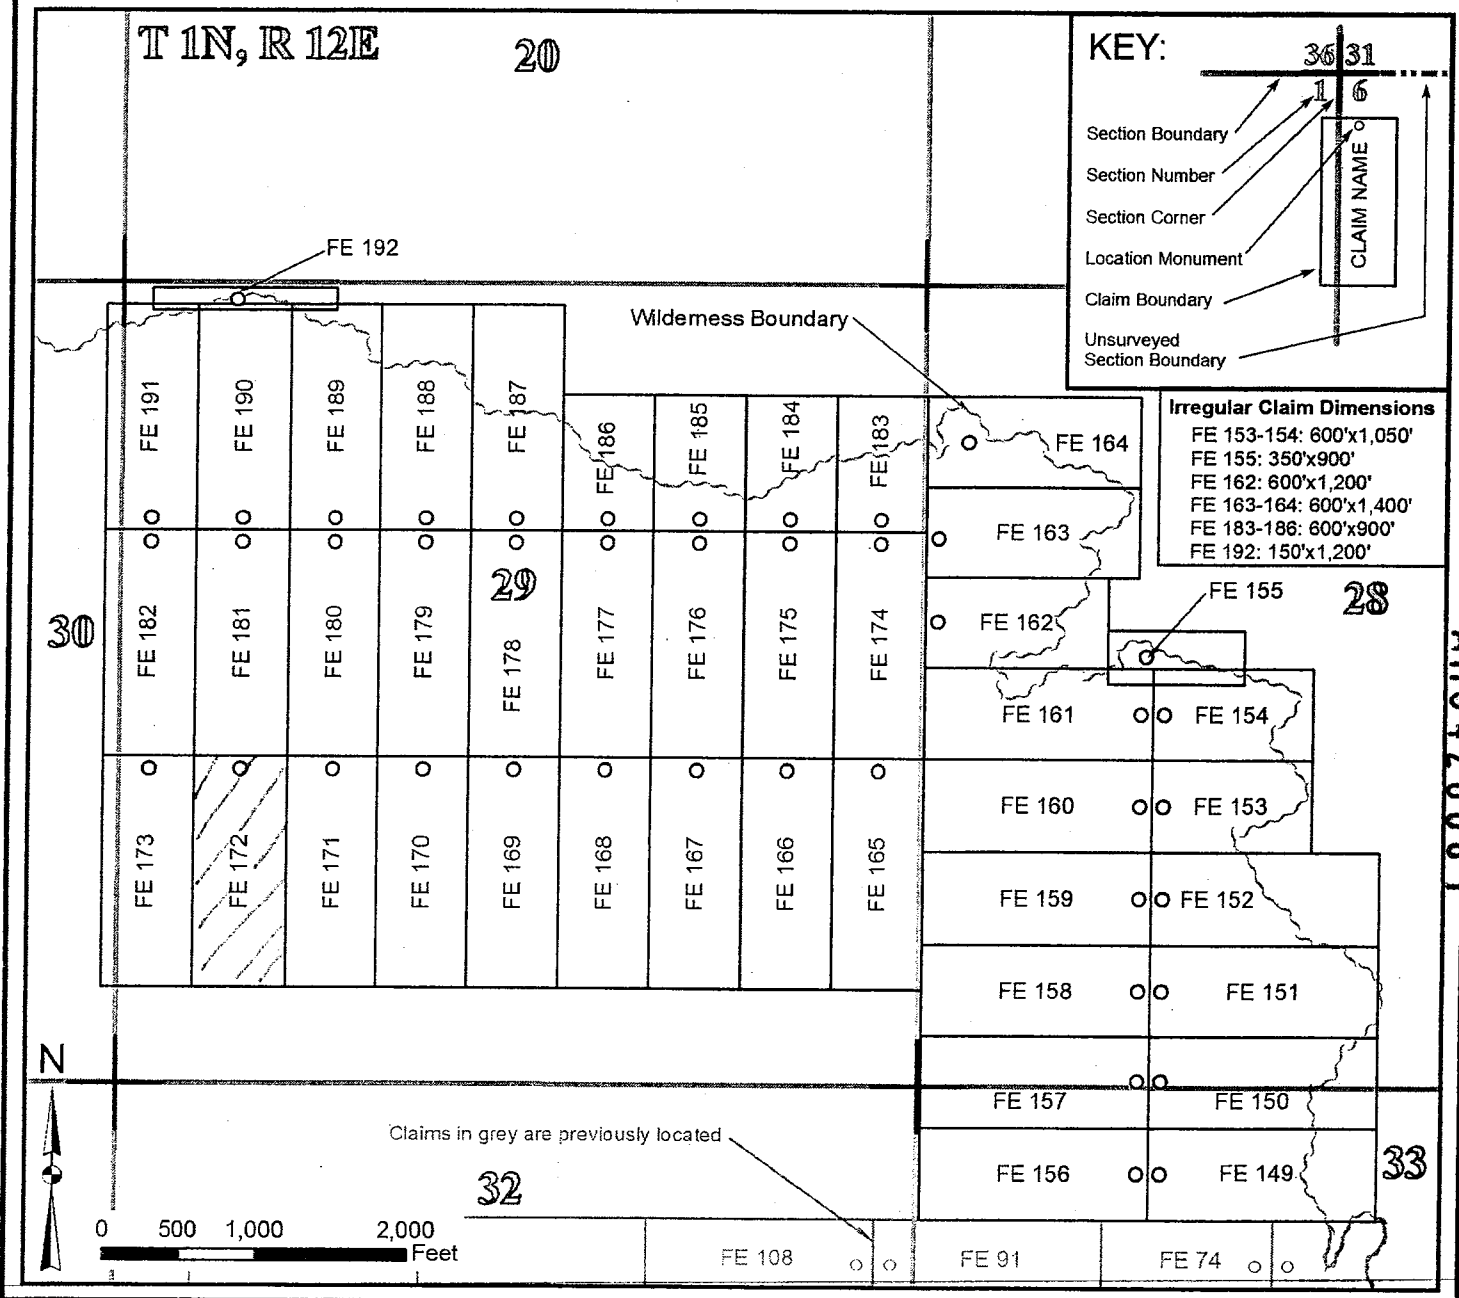 T 1N, R 12E
20
KEY:
36 31
1 6
Section Boundary
Section Number
Section Corner
Location Monument
Claim Boundary
Unsurveyed
Section Boundary
CLAIM NAME
FE 192
Wilderness Boundary
Irregular Claim Dimensions
FE 153-154: 600'x1,050'
FE 155: 350'x900'
FE 162: 600'x1,200'
FE 163-164: 600'x1,400'
FE 183-186: 600'x900'
FE 192: 150'x1,200'
FE 191
FE 190
FE 189
FE 188
FE 187
FE 186
FE 185
FE 184
FE 183
FE 164
FE 163
29
28
30
FE 155
FE 182
FE 181
FE 180
FE 179
FE 178
FE 177
FE 176
FE 175
FE 174
FE 162
FE 161
FE 154
FE 160
FE 153
FE 173
FE 172
FE 171
FE 170
FE 169
FE 168
FE 167
FE 166
FE 165
FE 159
FE 152
FE 158
FE 151
N
FE 157
FE 150
Claims in grey are previously located
FE 156
FE 149
33
32
0 500 1,000 2,000
Feet
FE 108
FE 91
FE 74